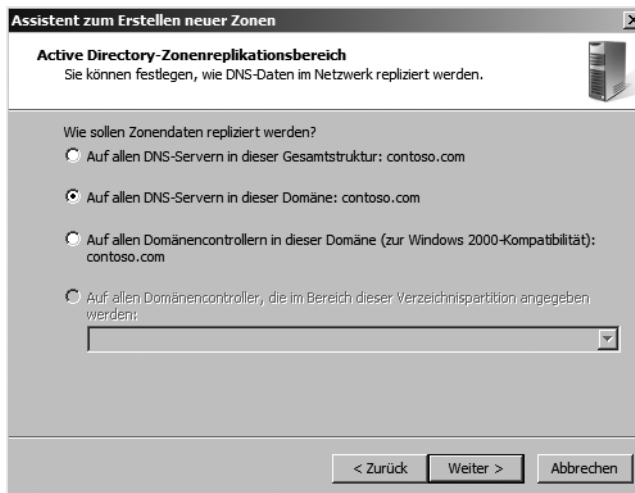 Assistent zum Erstellen neuer Zonen
Active Directory-Zonenreplikationsbereich
Sie können festlegen, wie DNS-Daten im Netzwerk repliziert werden.
Wie sollen Zonendaten repliziert werden?
Auf allen DNS-Servern in dieser Gesamtstruktur: contoso.com
Auf allen DNS-Servern in dieser Domäne: contoso.com
Auf allen Domänencontrollern in dieser Domäne (zur Windows 2000-Kompatibilität):
contoso.com
Auf allen Domänencontroller, die im Bereich dieser Verzeichnispartition angegeben
werden:
< Zurück Weiter > Abbrechen